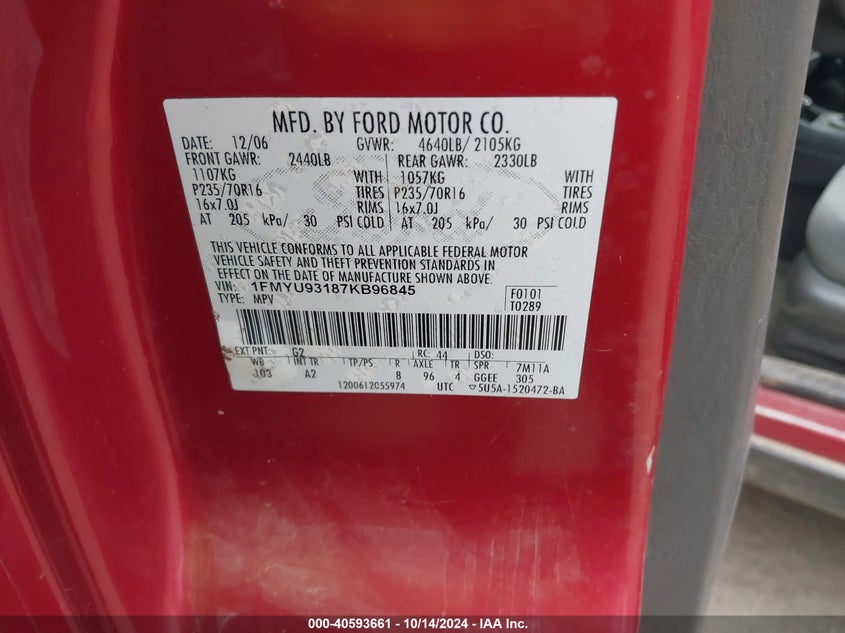 MFD. BY FORD MOTOR CO.
DATE: 12/06 GVWR: 4640LB/ 2105KG
FRONT GAWR: 2440LB REAR GAWR: 2330LB
1107KG WITH 1057KG WITH
P235/70R16 TIRES P235/70R16 TIRES
16x7.0J RIMS 16x7.0J RIMS
AT 205 kPa/ 30 PSI COLD AT 205 kPa/ 30 PSI COLD
THIS VEHICLE CONFORMS TO ALL APPLICABLE FEDERAL MOTOR
VEHICLE SAFETY AND THEFT PREVENTION STANDARDS IN
EFFECT ON THE DATE OF MANUFACTURE SHOWN ABOVE.
VIN: 1FMYU93187KB96845 F0101
TYPE: MPV T0289
EXT PNT: G2 RC: 44 DSO:
WB INT TR TP/PS R AXLE TR SPR 7M11A
103 A2 8 96 4 GGEE 305
1200612055974 UTC ▽5U5A-1520472-BA
000-40593661 - 10/14/2024 - IAA Inc.